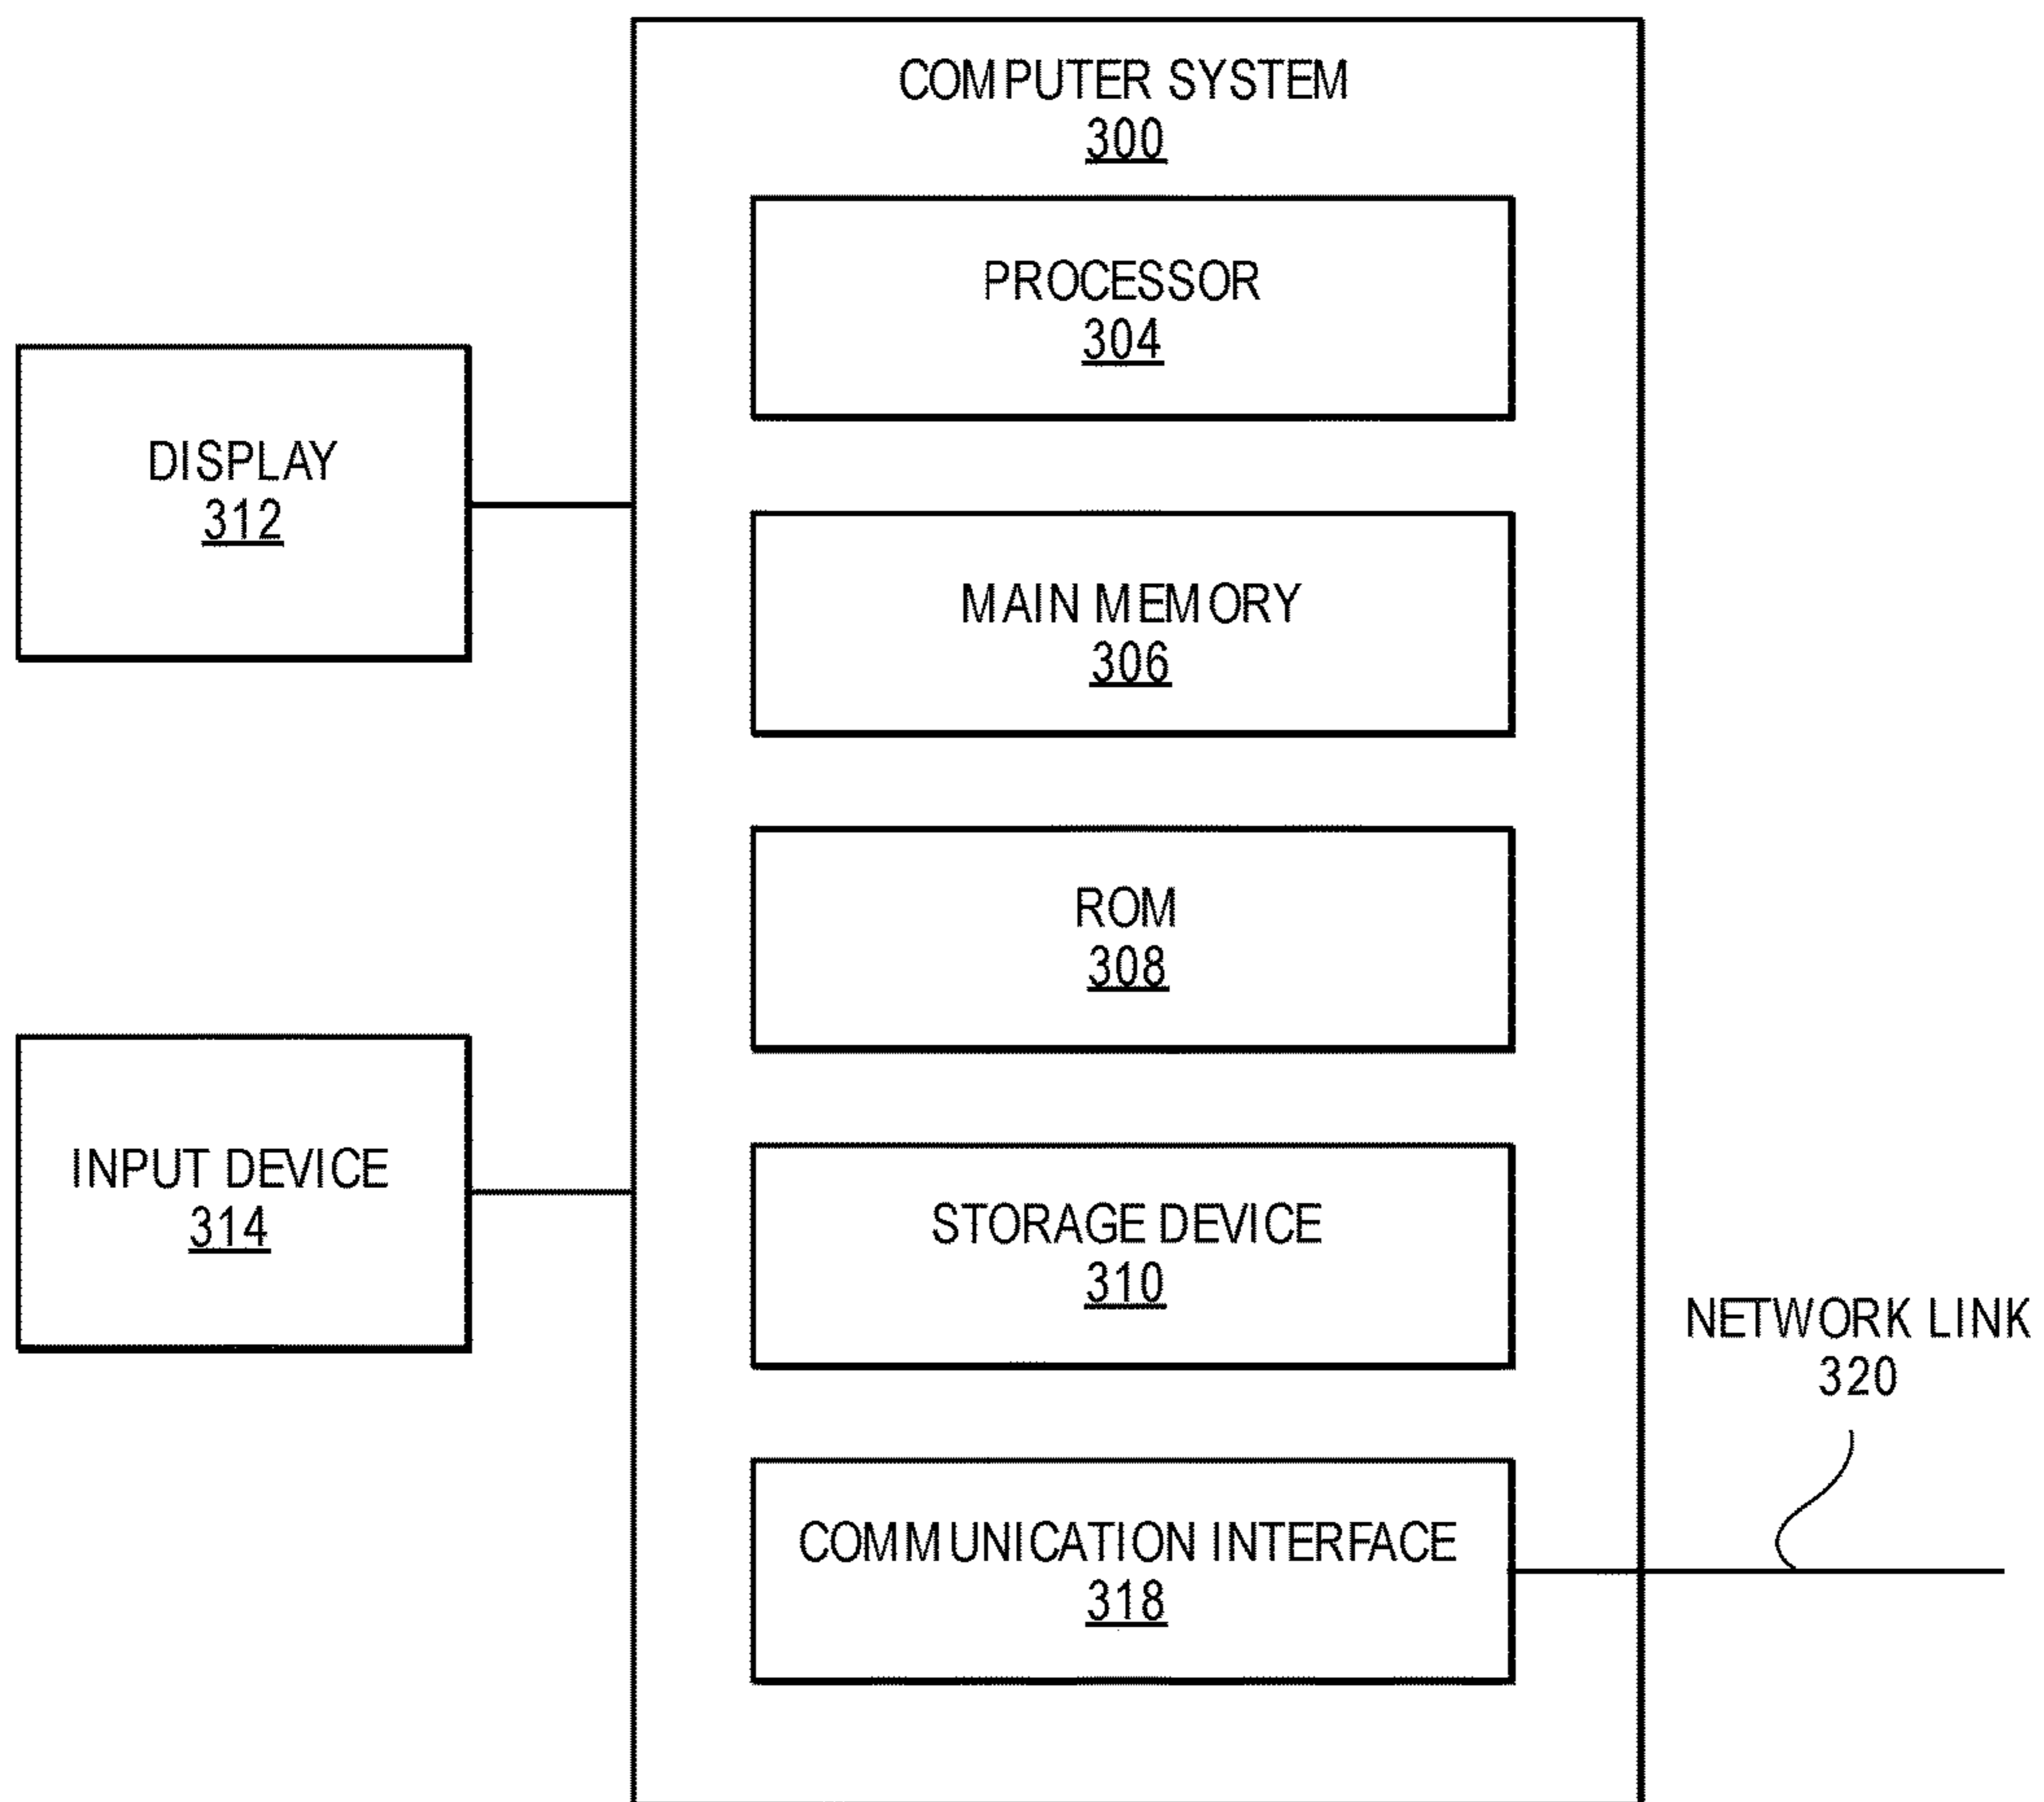 COMPUTER SYSTEM
300
PROCESSOR
304
DISPLAY
312
MAIN MEMORY
306
ROM
308
INPUT DEVICE
314
STORAGE DEVICE
310
NETWORK LINK
320
COMMUNICATION INTERFACE
318